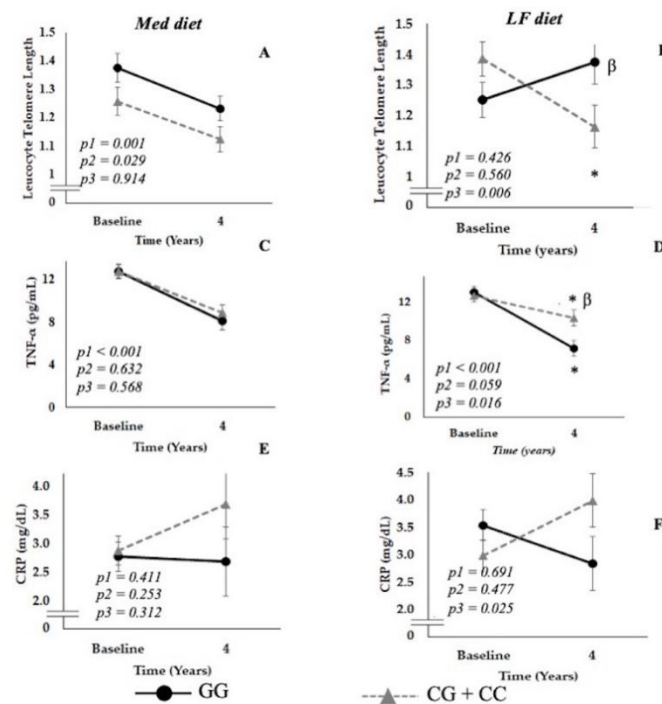 Med diet
LF diet
A
Leucocyte Telomere Length
1.5
1.4
1.3
1.2
1.1
1
0
p1 = 0.001
p2 = 0.029
p3 = 0.914
Baseline
4
Time (Years)
Leucocyte Telomere Length
1.5
1.4
1.3
1.2
1.1
1
0
β
p1 = 0.426
p2 = 0.560
p3 = 0.006
*
Baseline
4
Time (years)
C
TNF-α (pg/mL)
12
8
4
0
p1 < 0.001
p2 = 0.632
p3 = 0.568
Baseline
4
Time (Years)
D
TNF-α (pg/mL)
12
8
4
0
* β
*
p1 < 0.001
p2 = 0.059
p3 = 0.016
Baseline
4
Time (years)
E
CRP (mg/dL)
4.0
3.5
3.0
2.5
2.0
0
p1 = 0.411
p2 = 0.253
p3 = 0.312
Baseline
4
Time (Years)
F
CRP (mg/dL)
4.5
4.0
3.5
3.0
2.5
2.0
0
p1 = 0.691
p2 = 0.477
p3 = 0.025
Baseline
4
Time (Years)
GG
CG + CC